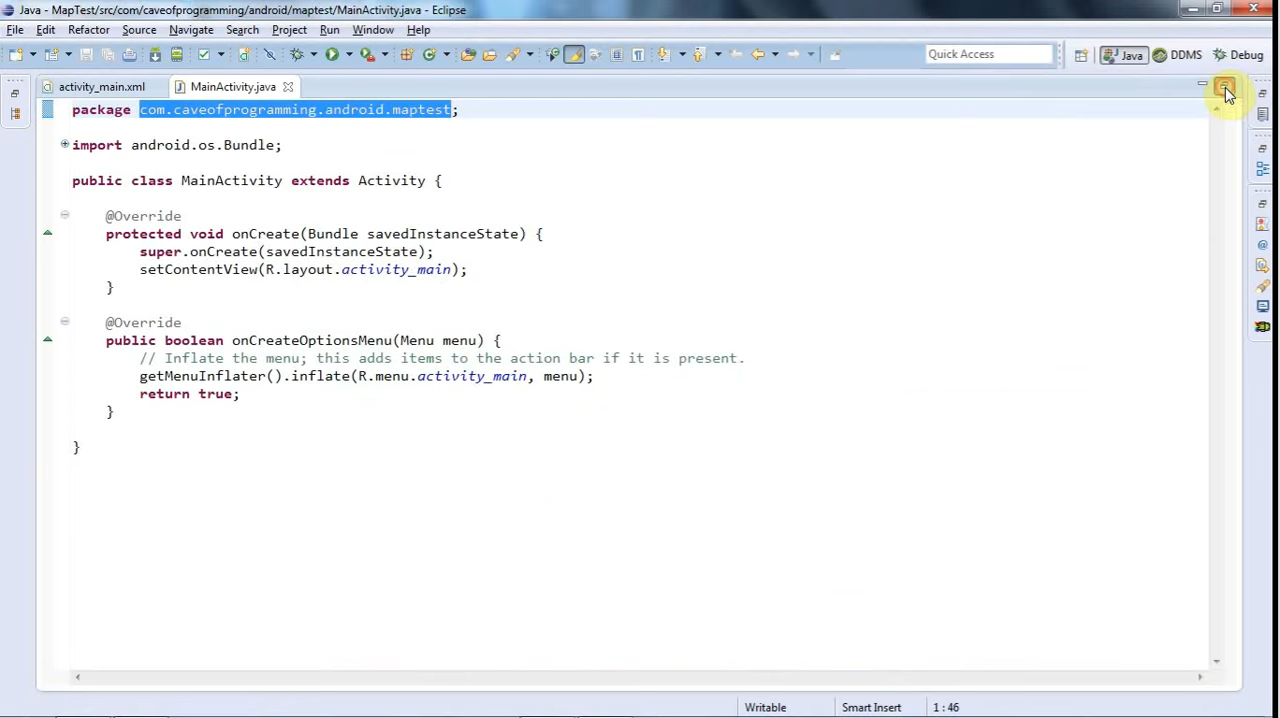 Java - MapTest/src/com/caveofprogramming/android/maptest/MainActivity.java - Eclipse
File Edit Refactor Source Navigate Search Project Run Window Help
Quick Access Java DDMS Debug
activity_main.xml MainActivity.java
package com.caveofprogramming.android.maptest;
import android.os.Bundle;
public class MainActivity extends Activity {
@Override
protected void onCreate(Bundle savedInstanceState) {
super.onCreate(savedInstanceState);
setContentView(R.layout.activity_main);
}
@Override
public boolean onCreateOptionsMenu(Menu menu) {
// Inflate the menu; this adds items to the action bar if it is present.
getMenuInflater().inflate(R.menu.activity_main, menu);
return true;
}
}
Writable Smart Insert 1 : 46